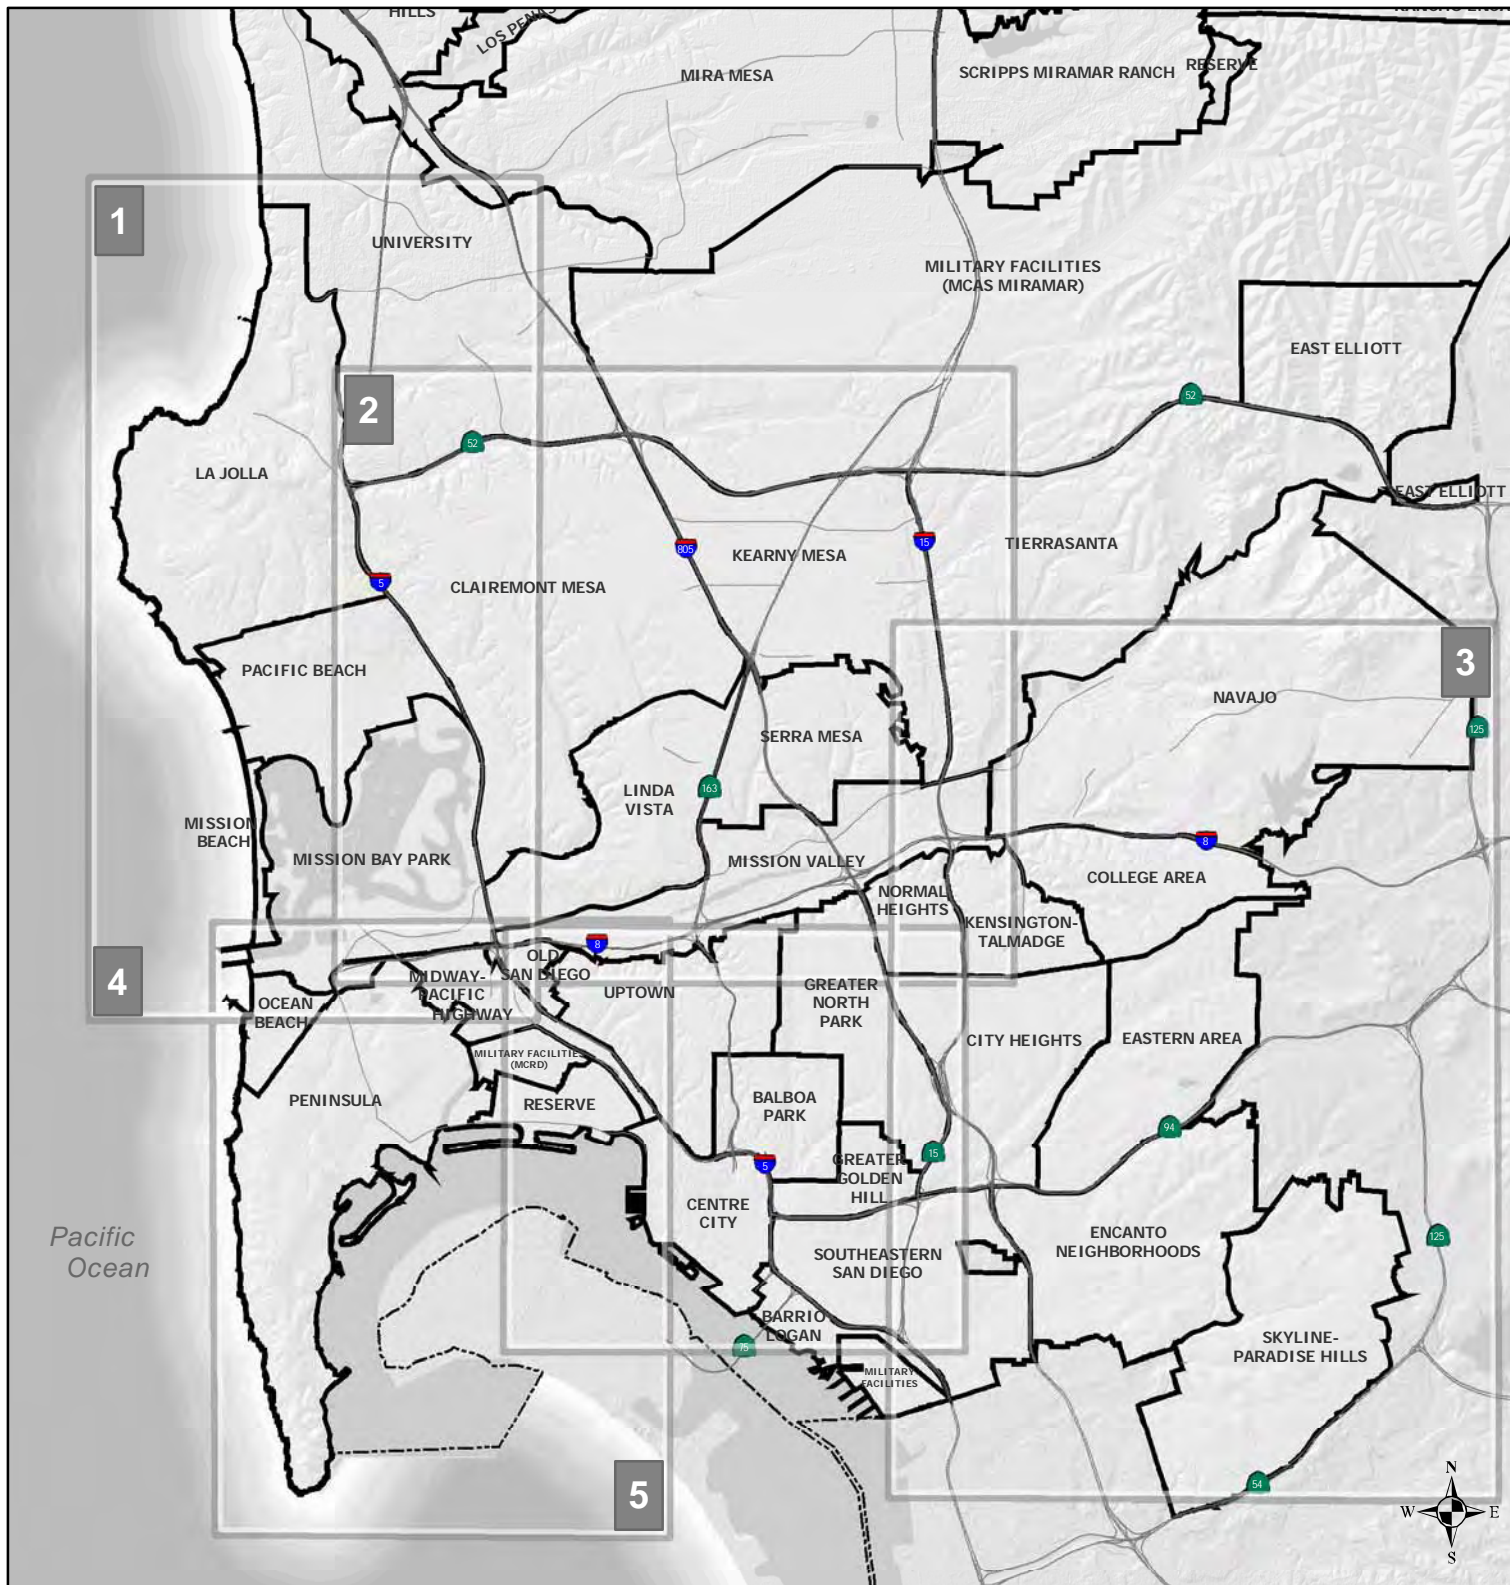 HILLS
LOS PENAS
MIRA MESA
SCRIPPS MIRAMAR RANCH
RESERVE
1
UNIVERSITY
MILITARY FACILITIES
(MCAS MIRAMAR)
EAST ELLIOTT
2
52
52
LA JOLLA
EAST ELLIOTT
15
805
KEARNY MESA
TIERRASANTA
5
CLAIREMONT MESA
3
PACIFIC BEACH
NAVAJO
125
SERRA MESA
163
LINDA
VISTA
MISSION
BEACH
MISSION BAY PARK
MISSION VALLEY
8
COLLEGE AREA
NORMAL
HEIGHTS
KENSINGTON-
TALMADGE
8
4
OLD
SAN DIEGO
MIDWAY-
PACIFIC
HIGHWAY
UPTOWN
GREATER
NORTH
PARK
OCEAN
BEACH
CITY HEIGHTS
EASTERN AREA
MILITARY FACILITIES
(MCRD)
PENINSULA
RESERVE
BALBOA
PARK
94
15
5
GREATER
GOLDEN
HILL
CENTRE
CITY
ENCANTO
NEIGHBORHOODS
125
Pacific
Ocean
SOUTHEASTERN
SAN DIEGO
BARRIO
LOGAN
75
SKYLINE-
PARADISE HILLS
MILITARY
FACILITIES
54
5
N
W
E
S